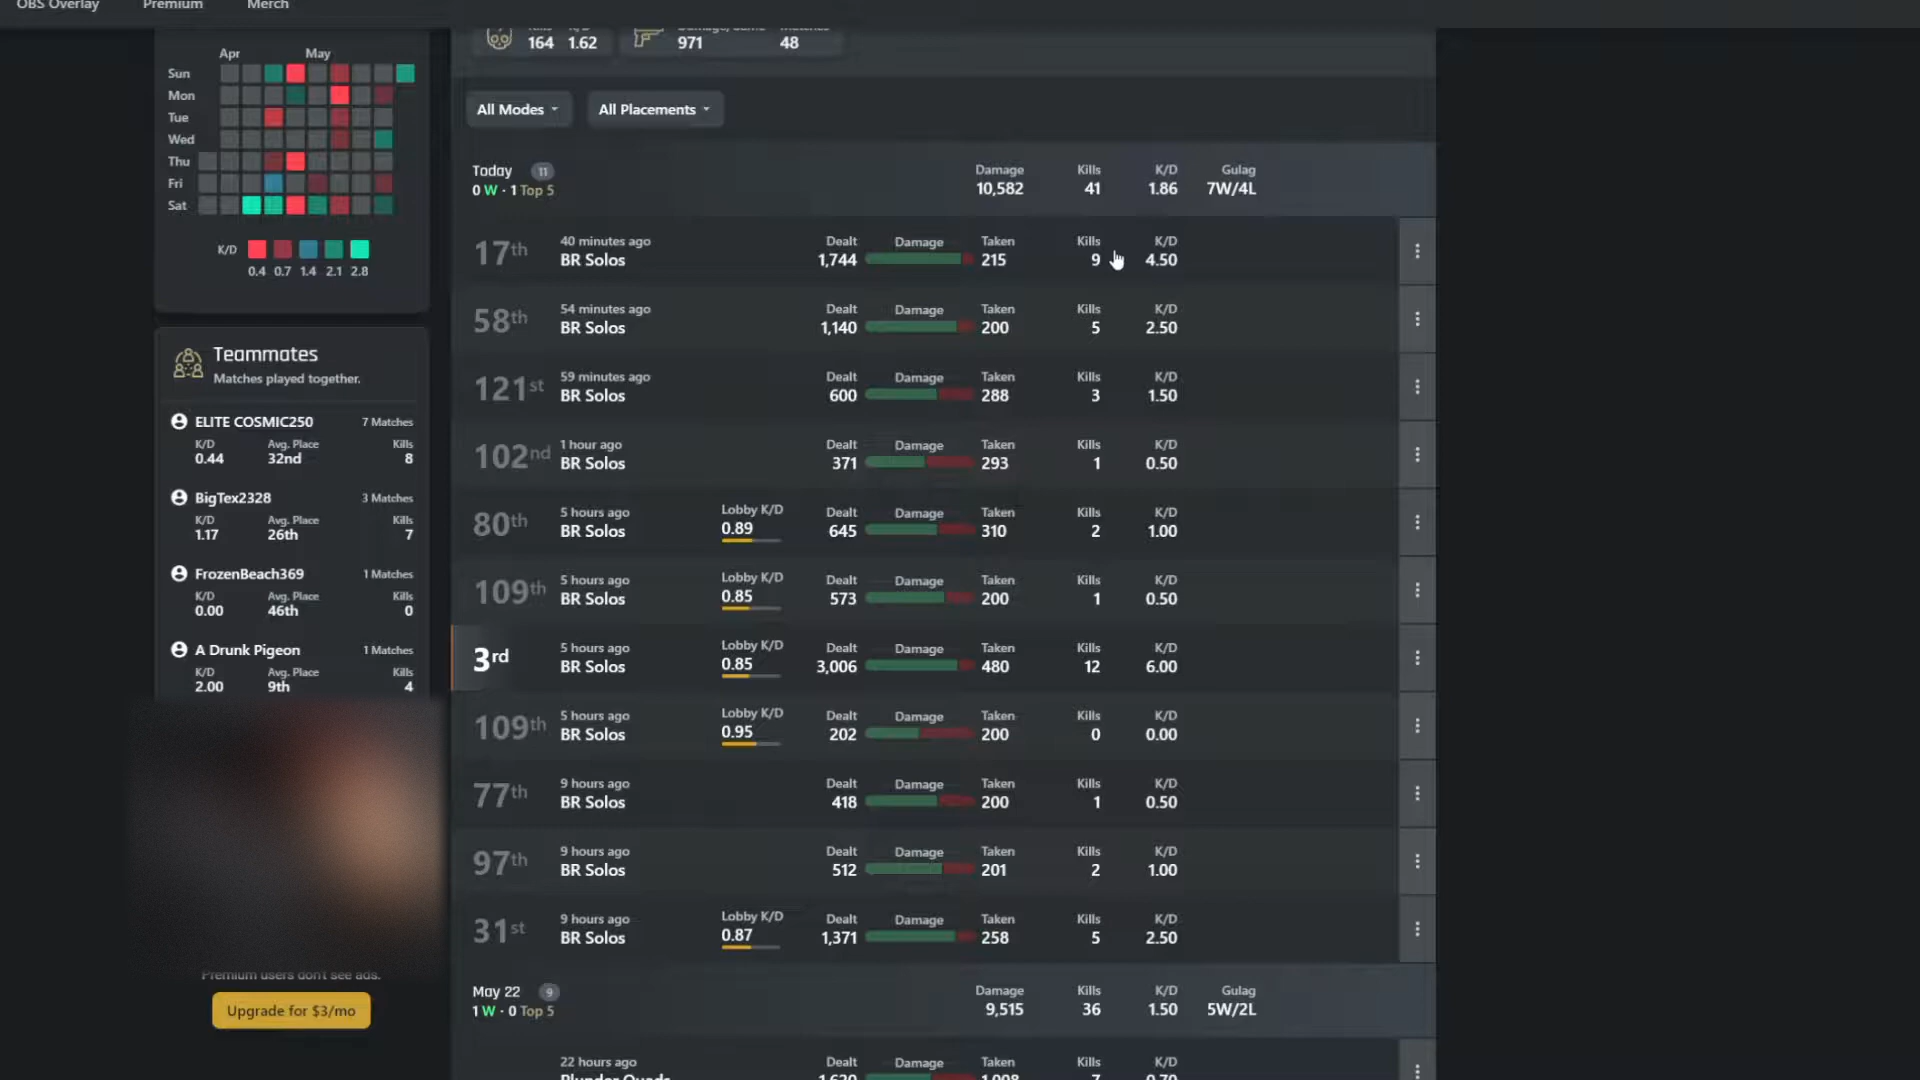 OBS Overlay Premium Merch
164 1.62 971 48
Apr May
Sun
Mon
Tue
Wed
Thu
Fri
Sat
K/D
0.4 0.7 1.4 2.1 2.8
Teammates
Matches played together.
ELITE COSMIC250 7 Matches
K/D Avg. Place Kills
0.44 32nd 8
BigTex2328 3 Matches
K/D Avg. Place Kills
1.17 26th 7
FrozenBeach369 1 Matches
K/D Avg. Place Kills
0.00 46th 0
A Drunk Pigeon 1 Matches
K/D Avg. Place Kills
2.00 9th 4
Premium users don't see ads.
Upgrade for $3/mo
All Modes All Placements
Today 11 Damage Kills K/D Gulag
0 W · 1 Top 5 10,582 41 1.86 7W/4L
17th 40 minutes ago Dealt Damage Taken Kills K/D
BR Solos 1,744 215 9 4.50
58th 54 minutes ago Dealt Damage Taken Kills K/D
BR Solos 1,140 200 5 2.50
121st 59 minutes ago Dealt Damage Taken Kills K/D
BR Solos 600 288 3 1.50
102nd 1 hour ago Dealt Damage Taken Kills K/D
BR Solos 371 293 1 0.50
80th 5 hours ago Lobby K/D Dealt Damage Taken Kills K/D
BR Solos 0.89 645 310 2 1.00
109th 5 hours ago Lobby K/D Dealt Damage Taken Kills K/D
BR Solos 0.85 573 200 1 0.50
3rd 5 hours ago Lobby K/D Dealt Damage Taken Kills K/D
BR Solos 0.85 3,006 480 12 6.00
109th 5 hours ago Lobby K/D Dealt Damage Taken Kills K/D
BR Solos 0.95 202 200 0 0.00
77th 9 hours ago Dealt Damage Taken Kills K/D
BR Solos 418 200 1 0.50
97th 9 hours ago Dealt Damage Taken Kills K/D
BR Solos 512 201 2 1.00
31st 9 hours ago Lobby K/D Dealt Damage Taken Kills K/D
BR Solos 0.87 1,371 258 5 2.50
May 22 9 Damage Kills K/D Gulag
1 W · 0 Top 5 9,515 36 1.50 5W/2L
22 hours ago Dealt Damage Taken Kills K/D
Plunder Quads